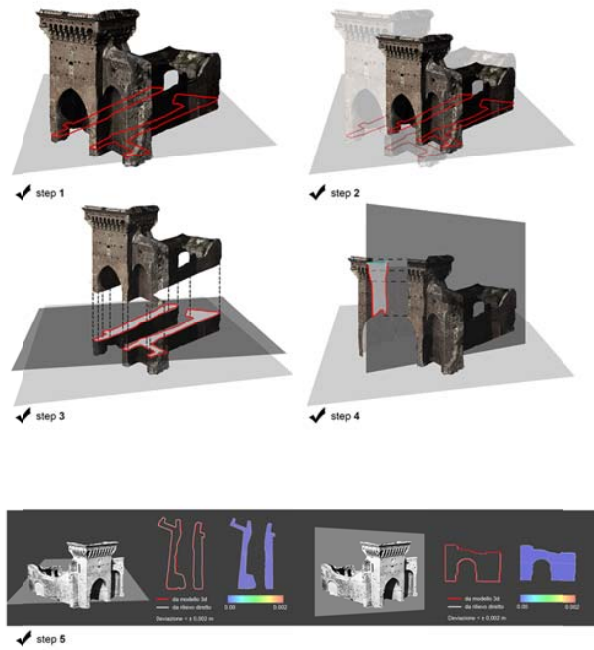 step 1
step 2
step 3
step 4
da modello 3d
da rilievo diretto
0.00 0.002
Deviazione = ± 0,002 m
da modello 3d
da rilievo diretto
0.00 0.002
Deviazione = ± 0,002 m
step 5